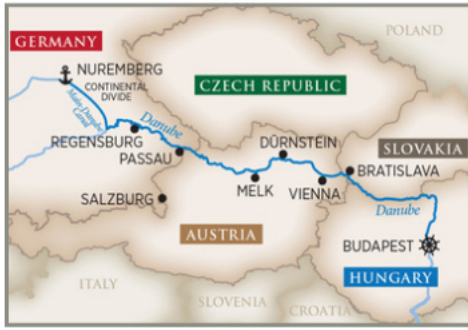 POLAND
GERMANY
NUREMBERG
CONTINENTAL
DIVIDE
CZECH REPUBLIC
Main-Danube
Canal
Danube
REGENSBURG
PASSAU
DÜRNSTEIN
SLOVAKIA
BRATISLAVA
MELK
VIENNA
SALZBURG
Danube
AUSTRIA
BUDAPEST
HUNGARY
ITALY
SLOVENIA
CROATIA